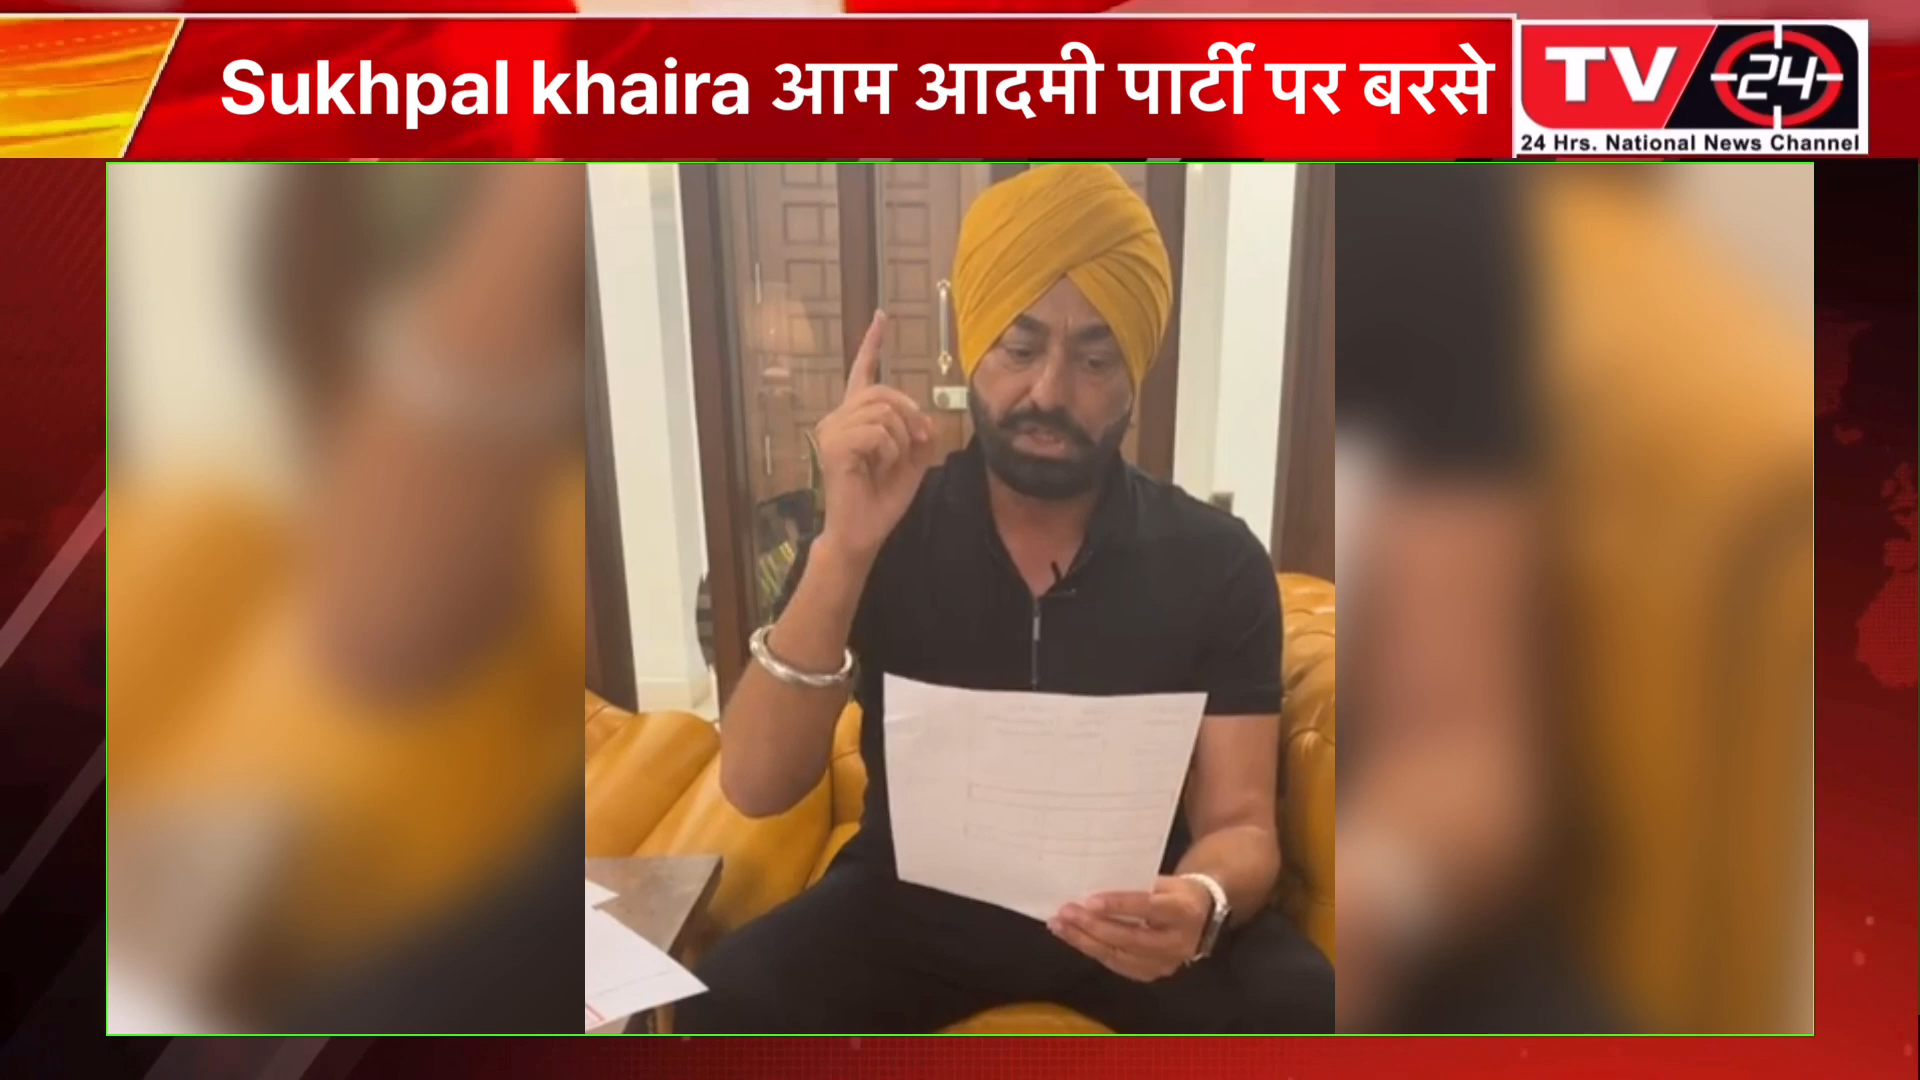 Sukhpal khaira आम आदमी पार्टी पर बरसे
TV 24
24 Hrs. National News Channel